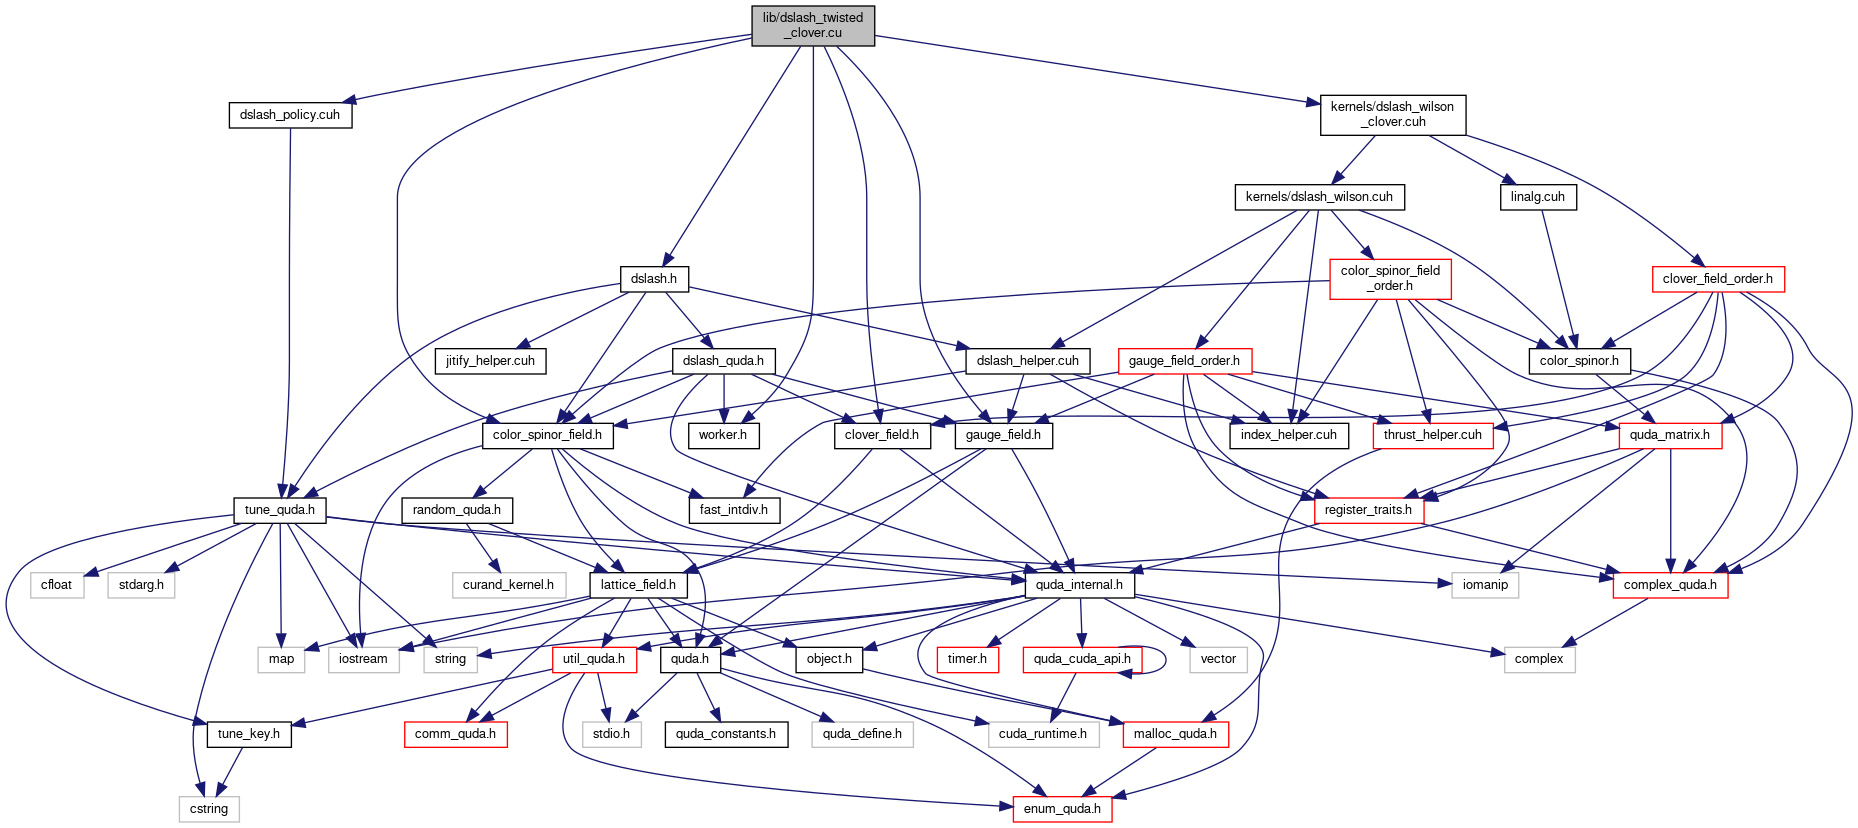 lib/dslash_twisted
_clover.cu
dslash_policy.cuh
kernels/dslash_wilson
_clover.cuh
kernels/dslash_wilson.cuh
linalg.cuh
dslash.h
color_spinor_field
_order.h
clover_field_order.h
jitify_helper.cuh
dslash_quda.h
dslash_helper.cuh
gauge_field_order.h
color_spinor.h
color_spinor_field.h
worker.h
clover_field.h
gauge_field.h
index_helper.cuh
thrust_helper.cuh
quda_matrix.h
tune_quda.h
random_quda.h
fast_intdiv.h
register_traits.h
cfloat
stdarg.h
curand_kernel.h
lattice_field.h
quda_internal.h
iomanip
complex_quda.h
map
iostream
string
util_quda.h
quda.h
object.h
timer.h
quda_cuda_api.h
vector
complex
tune_key.h
comm_quda.h
stdio.h
quda_constants.h
quda_define.h
cuda_runtime.h
malloc_quda.h
cstring
enum_quda.h